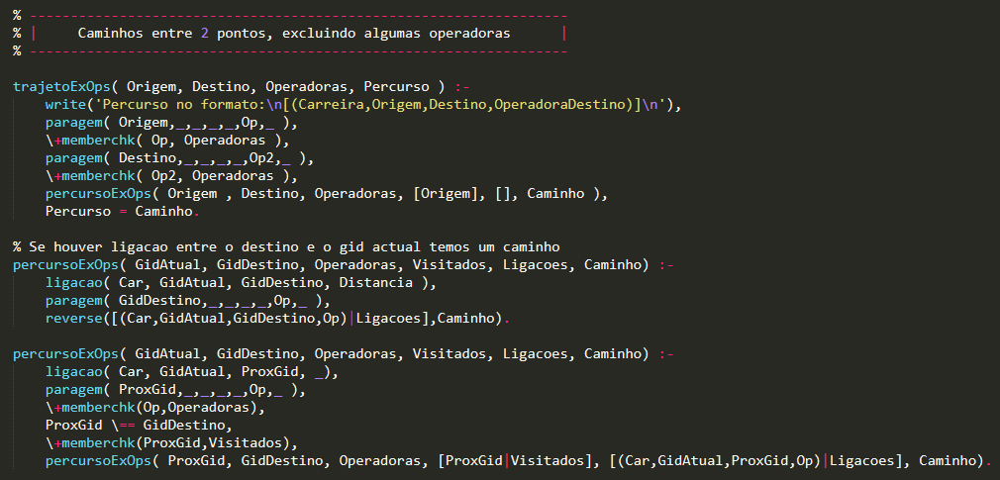 % ------------------------------------------------------------------
% |     Caminhos entre 2 pontos, excluindo algumas operadoras      |
% ------------------------------------------------------------------
trajetoExOps( Origem, Destino, Operadoras, Percurso ) :-
    write('Percurso no formato:\n[(Carreira,Origem,Destino,OperadoraDestino)]\n'),
    paragem( Origem,_,_,_,_,Op,_ ),
    \+memberchk( Op, Operadoras ),
    paragem( Destino,_,_,_,_,Op2,_ ),
    \+memberchk( Op2, Operadoras ),
    percursoExOps( Origem , Destino, Operadoras, [Origem], [], Caminho ),
    Percurso = Caminho.
% Se houver ligacao entre o destino e o gid actual temos um caminho
percursoExOps( GidAtual, GidDestino, Operadoras, Visitados, Ligacoes, Caminho) :-
    ligacao( Car, GidAtual, GidDestino, Distancia ),
    paragem( GidDestino,_,_,_,_,Op,_ ),
    reverse([(Car,GidAtual,GidDestino,Op)|Ligacoes],Caminho).
percursoExOps( GidAtual, GidDestino, Operadoras, Visitados, Ligacoes, Caminho) :-
    ligacao( Car, GidAtual, ProxGid, _),
    paragem( ProxGid,_,_,_,_,Op,_ ),
    \+memberchk(Op,Operadoras),
    ProxGid \== GidDestino,
    \+memberchk(ProxGid,Visitados),
    percursoExOps( ProxGid, GidDestino, Operadoras, [ProxGid|Visitados], [(Car,GidAtual,ProxGid,Op)|Ligacoes], Caminho).